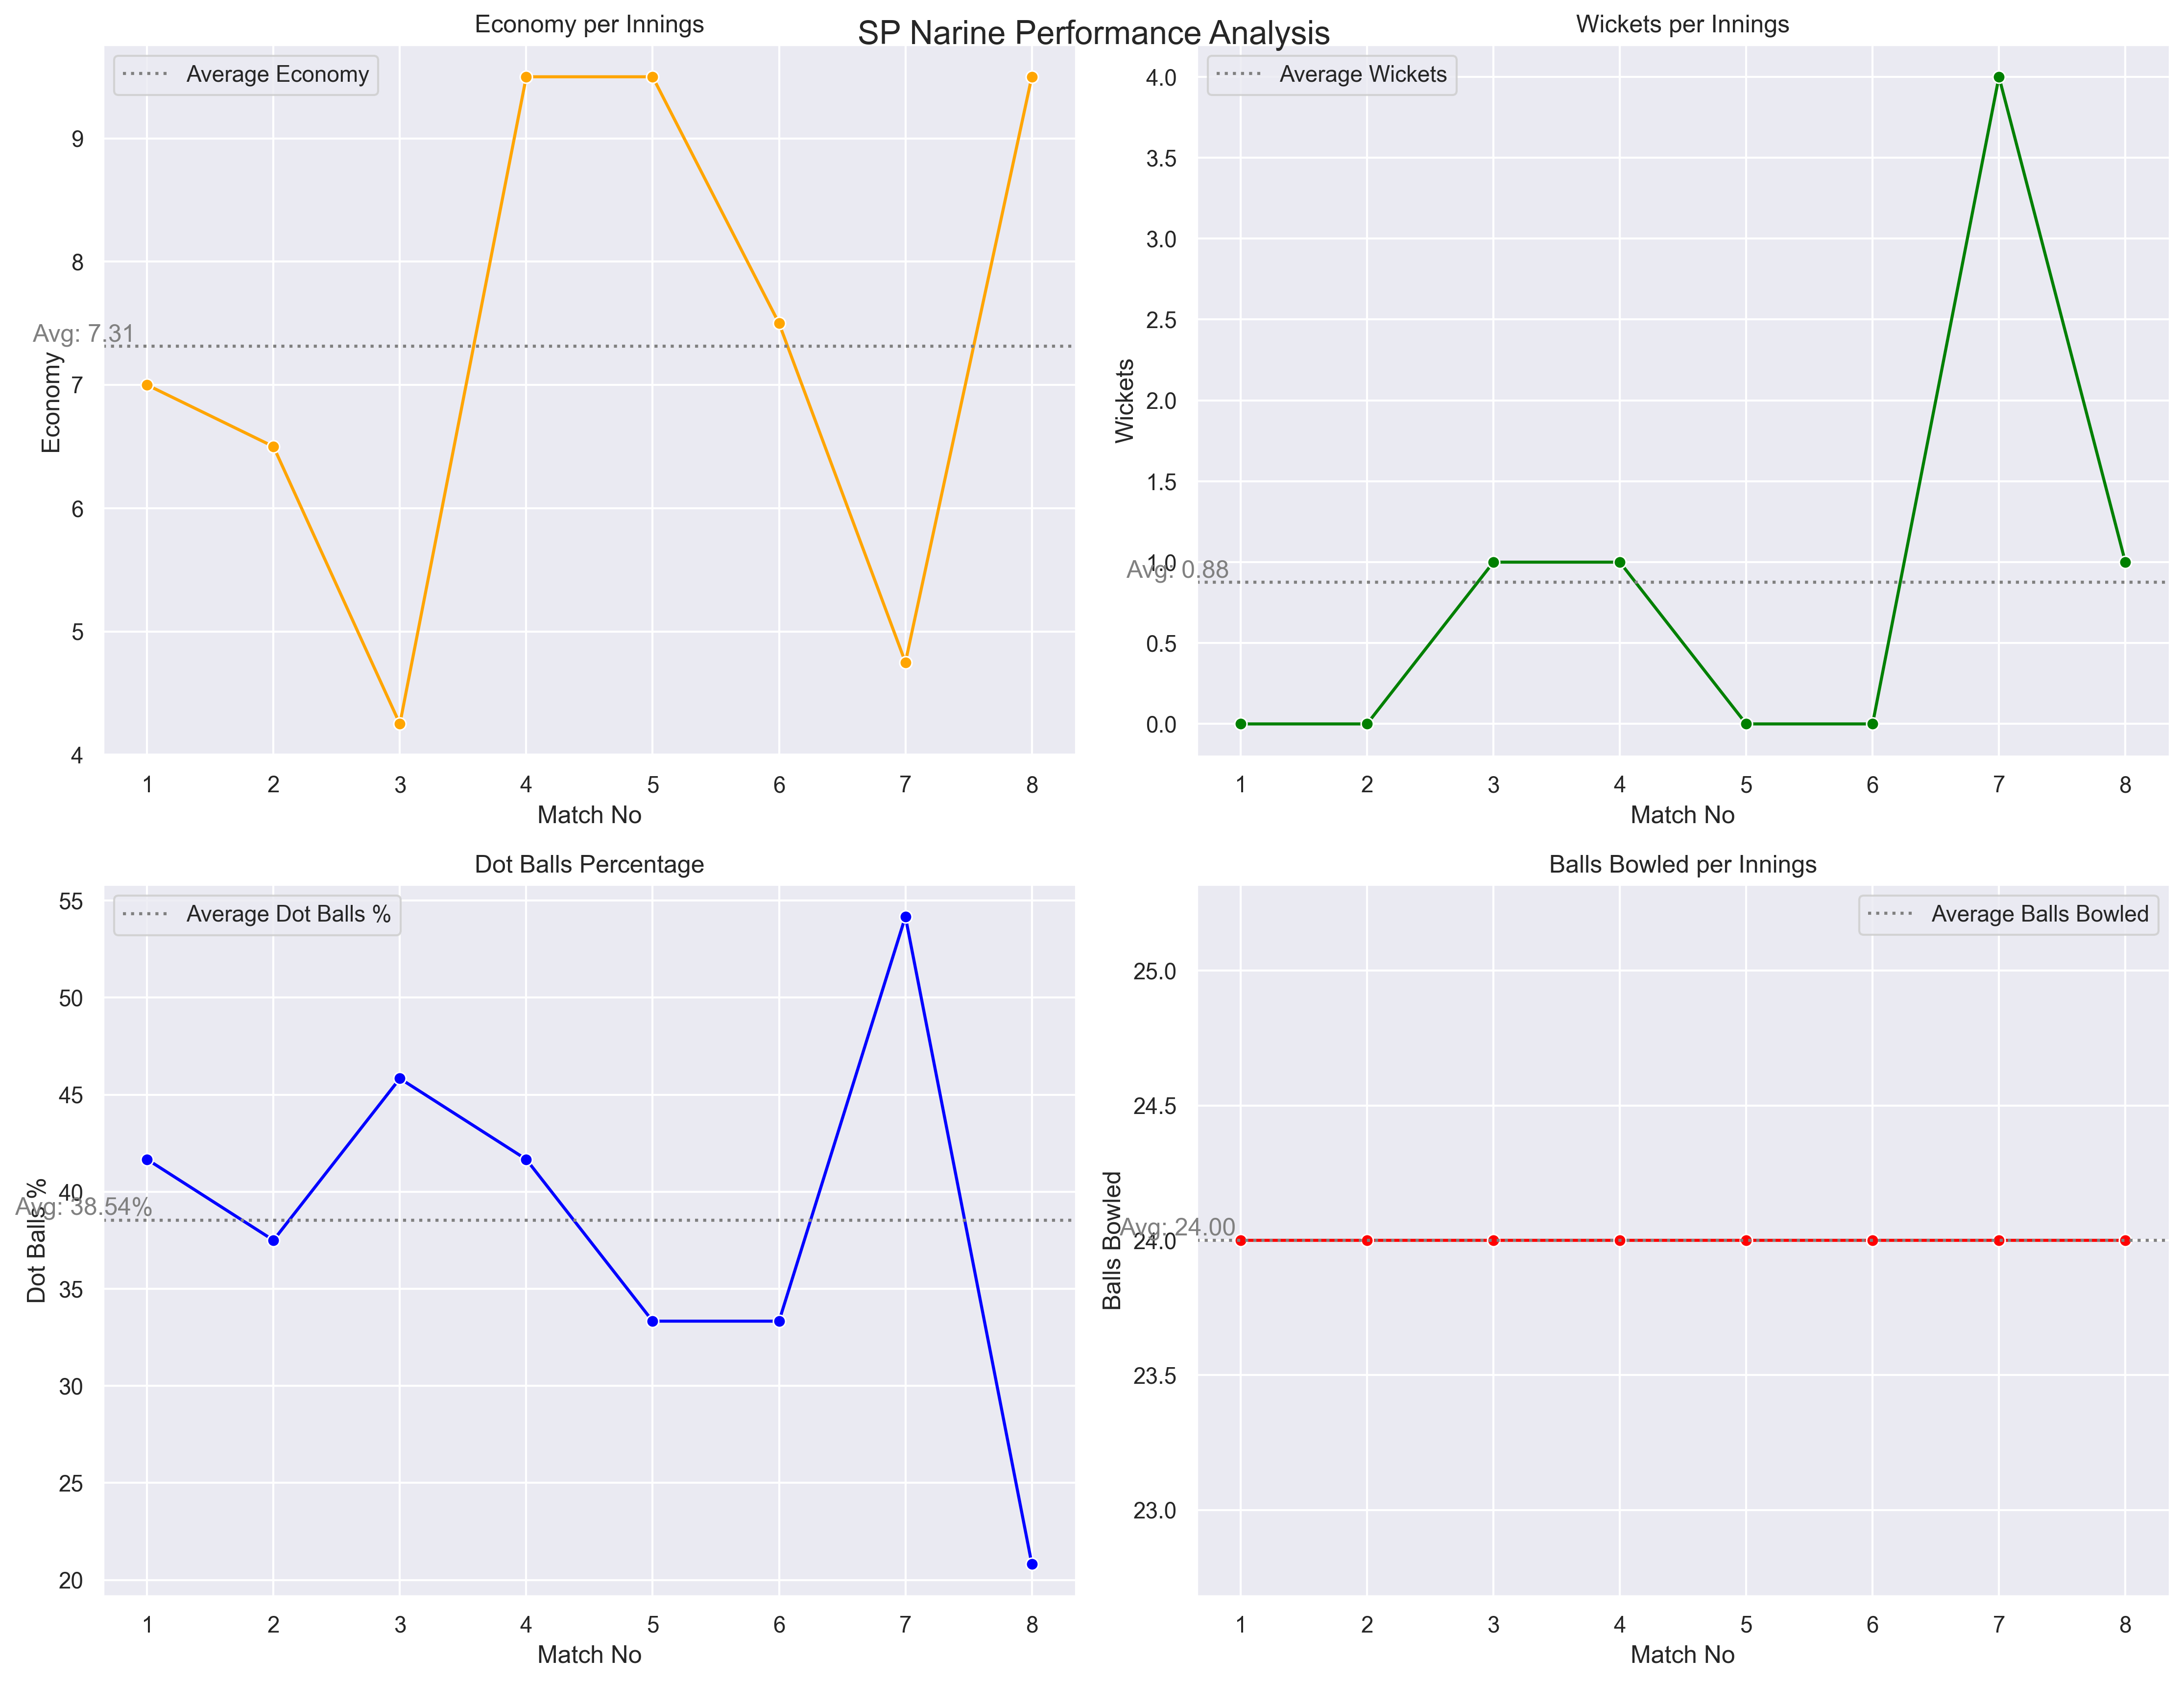 SP Narine Performance Analysis
Economy per Innings
Average Economy
9
8
7
6
5
4
Avg: 7.31
Economy
1 2 3 4 5 6 7 8
Match No
Wickets per Innings
Average Wickets
4.0
3.5
3.0
2.5
2.0
1.5
1.0
0.5
0.0
Avg: 0.88
Wickets
1 2 3 4 5 6 7 8
Match No
Dot Balls Percentage
Average Dot Balls %
55
50
45
40
35
30
25
20
Avg: 38.54%
Dot Balls %
1 2 3 4 5 6 7 8
Match No
Balls Bowled per Innings
Average Balls Bowled
25.0
24.5
24.0
23.5
23.0
Avg: 24.00
Balls Bowled
1 2 3 4 5 6 7 8
Match No